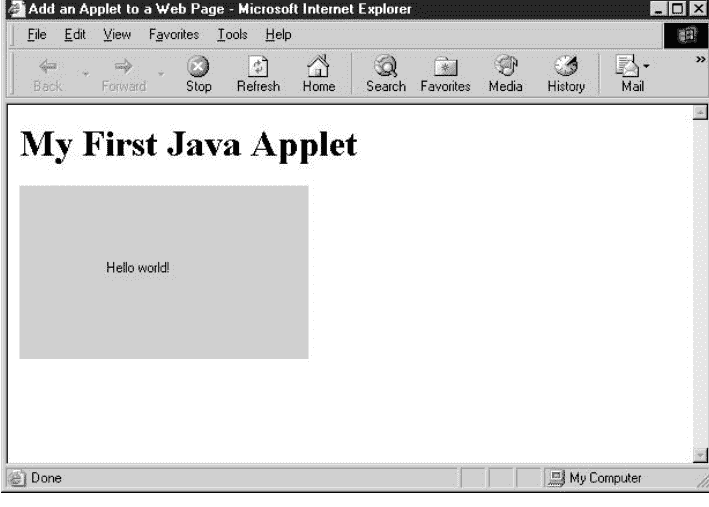 Add an Applet to a Web Page - Microsoft Internet Explorer
File Edit View Favorites Tools Help
Back Forward Stop Refresh Home Search Favorites Media History Mail »
My First Java Applet
Hello world!
Done My Computer